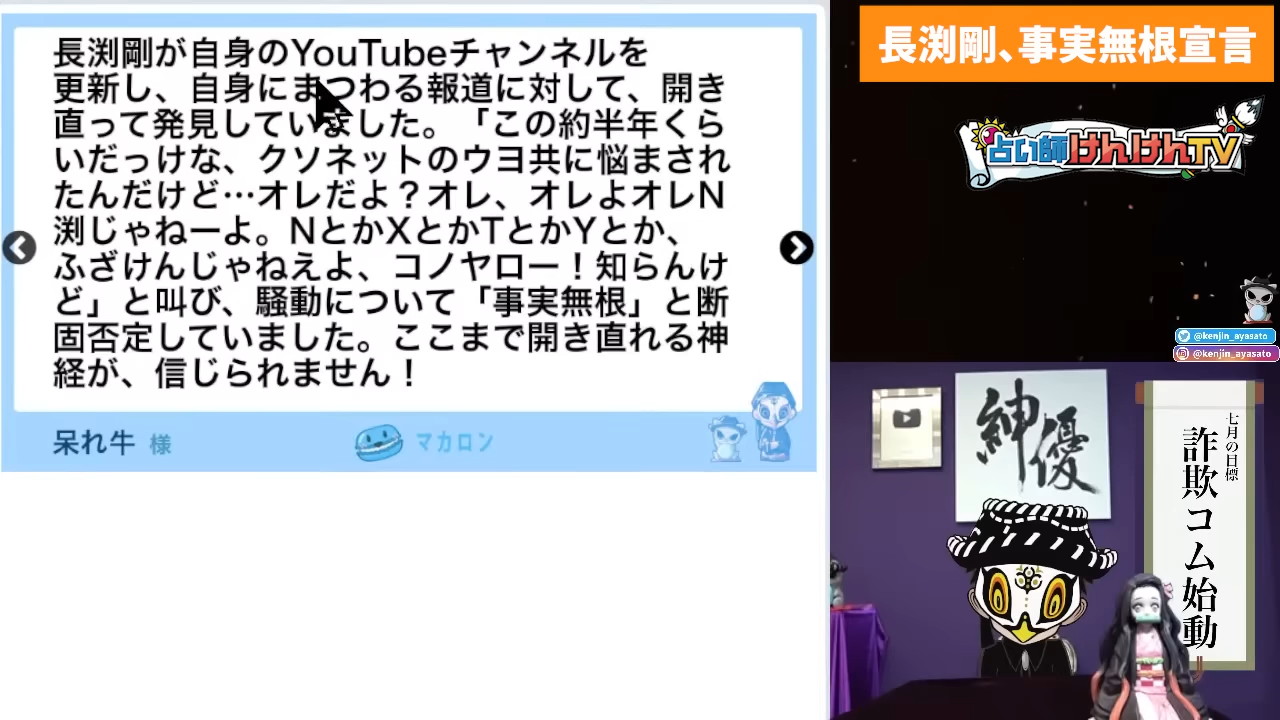 長渕剛が自身のYouTubeチャンネルを
更新し、自身にまつわる報道に対して、開き
直って発見していました。「この約半年くら
いだっけな、クソネットのウヨ共に悩まされ
たんだけど…オレだよ？オレ、オレよオレN
渕じゃねーよ。NとかXとかTとかYとか、
ふざけんじゃねえよ、コノヤロー！知らんけ
ど」と叫び、騒動について「事実無根」と断
固否定していました。ここまで開き直れる神
経が、信じられません！
呆れ牛 様
マカロン
長渕剛、事実無根宣言
占い師けんけんTV
@kenjin_ayasato
@kenjin_ayasato
紳優
七月の目標
詐欺コム始動